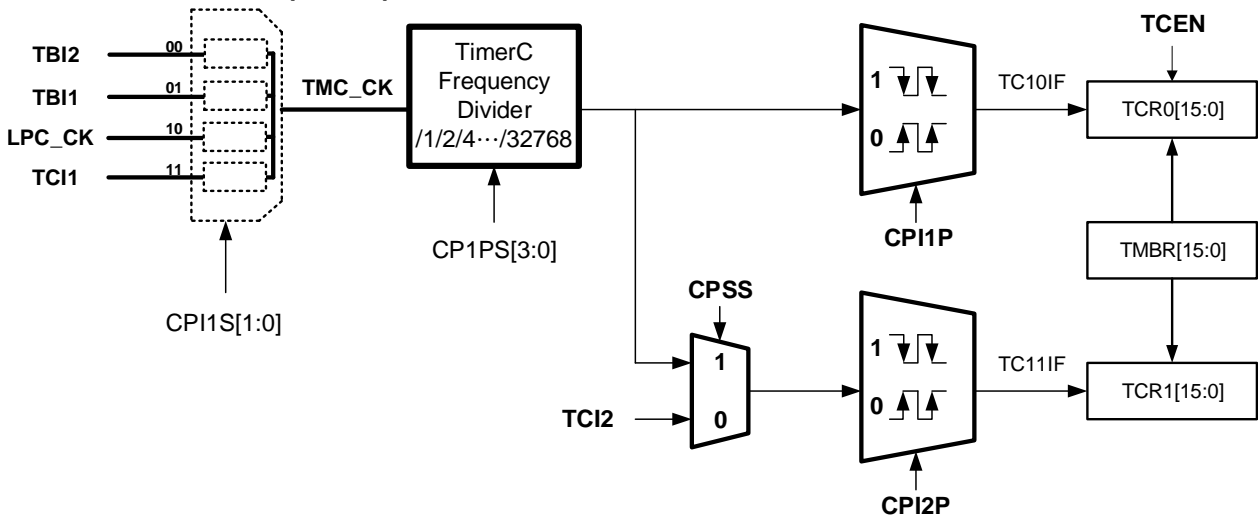 TCEN
TBI2
00
TBI1
01
LPC_CK
10
TCI1
11
TMC_CK
TimerC
Frequency
Divider
/1/2/4···/32768
1
0
TC10IF
TCR0[15:0]
CPI1P
CP1PS[3:0]
TMBR[15:0]
CPI1S[1:0]
CPSS
1
0
TCI2
1
0
TC11IF
TCR1[15:0]
CPI2P